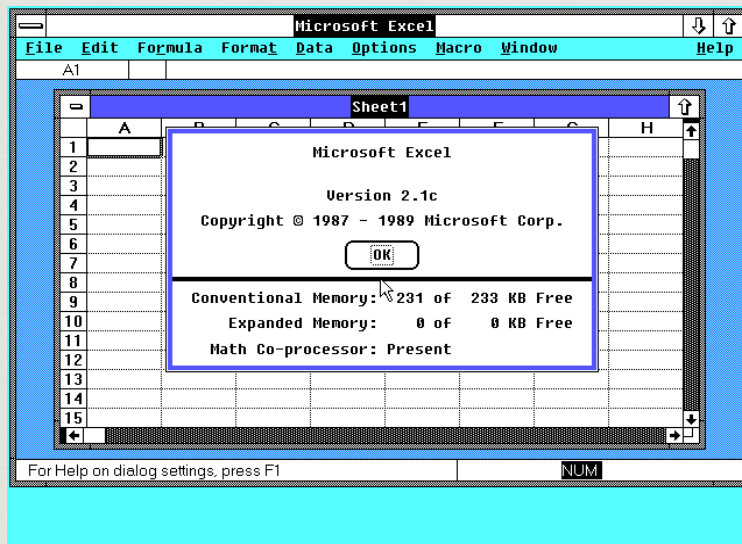 Microsoft Excel
File Edit Formula Format Data Options Macro Window Help
A1
Sheet1
A B C D E F G H
1
Microsoft Excel
2
3
Version 2.1c
4
5
Copyright © 1987 - 1989 Microsoft Corp.
6
OK
7
8
9
Conventional Memory: 231 of 233 KB Free
10
Expanded Memory: 0 of 0 KB Free
11
12
Math Co-processor: Present
13
14
15
For Help on dialog settings, press F1 NUM